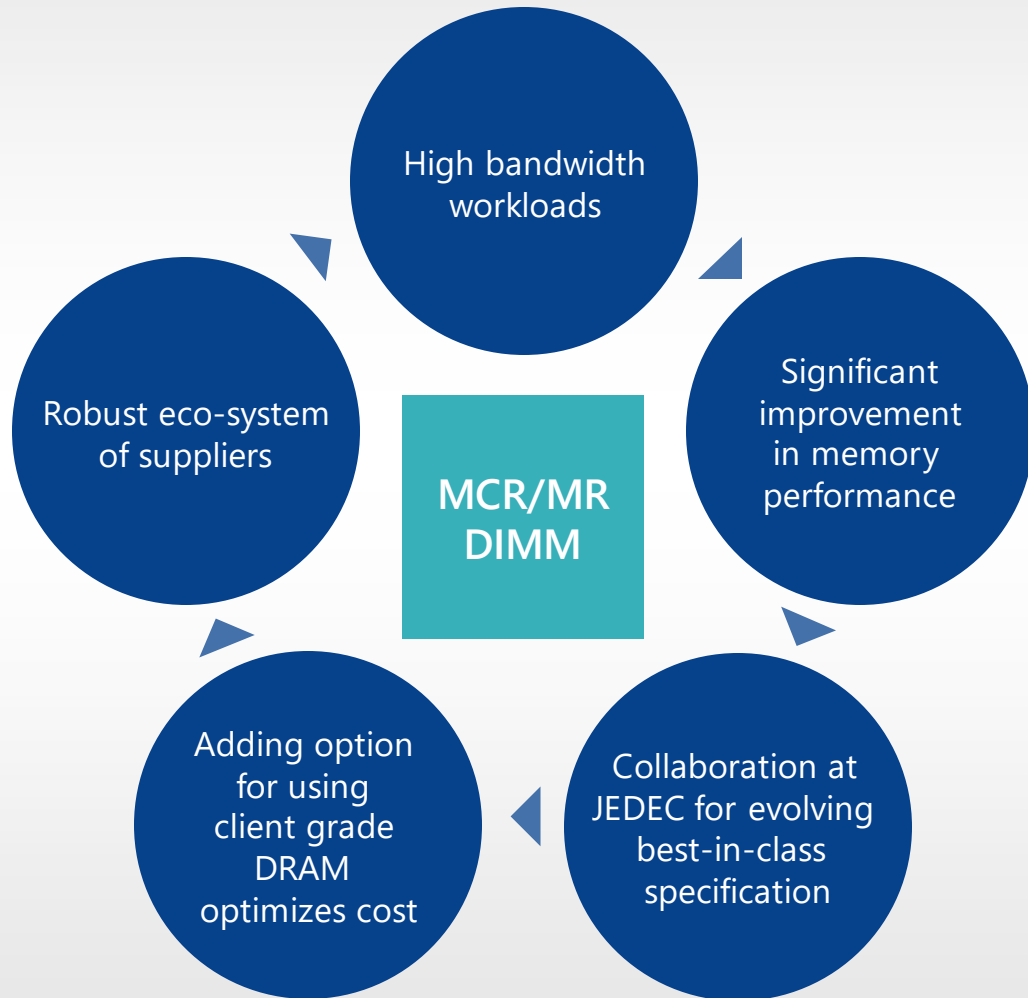 High bandwidth
workloads
Significant
improvement
in memory
performance
Collaboration at
JEDEC for evolving
best-in-class
specification
Adding option
for using
client grade
DRAM
optimizes cost
Robust eco-system
of suppliers
MCR/MR
DIMM